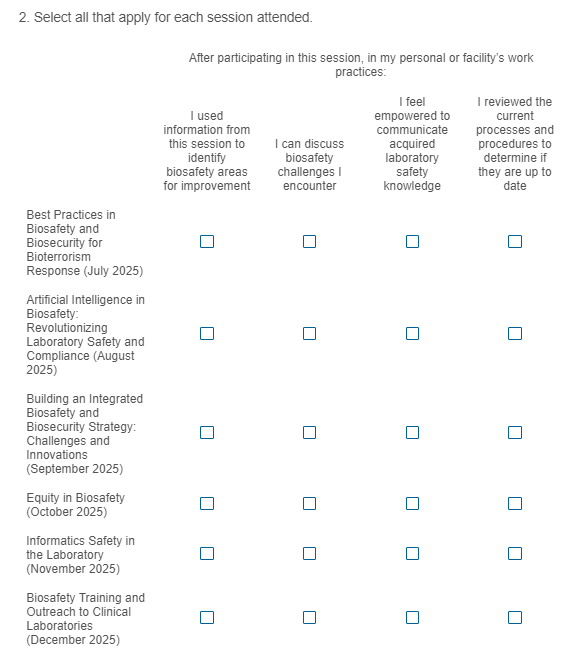 2. Select all that apply for each session attended.
After participating in this session, in my personal or facility's work
practices:
I used
information from
this session to
identify
biosafety areas
for improvement
I can discuss
biosafety
challenges I
encounter
I feel
empowered to
communicate
acquired
laboratory
safety
knowledge
I reviewed the
current
processes and
procedures to
determine if
they are up to
date
Best Practices in
Biosafety and
Biosecurity for
Bioterrorism
Response (July 2025)
Artificial Intelligence in
Biosafety:
Revolutionizing
Laboratory Safety and
Compliance (August
2025)
Building an Integrated
Biosafety and
Biosecurity Strategy:
Challenges and
Innovations
(September 2025)
Equity in Biosafety
(October 2025)
Informatics Safety in
the Laboratory
(November 2025)
Biosafety Training and
Outreach to Clinical
Laboratories
(December 2025)